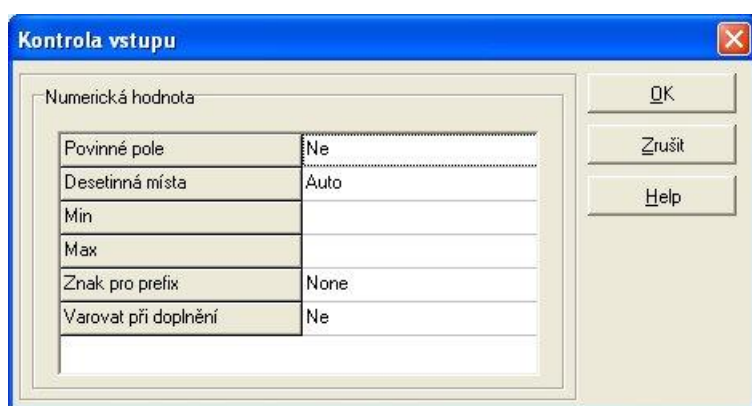 Kontrola vstupu
Numerická hodnota
Povinné pole Ne
Desetinná místa Auto
Min
Max
Znak pro prefix None
Varovat při doplnění Ne
OK
Zrušit
Help